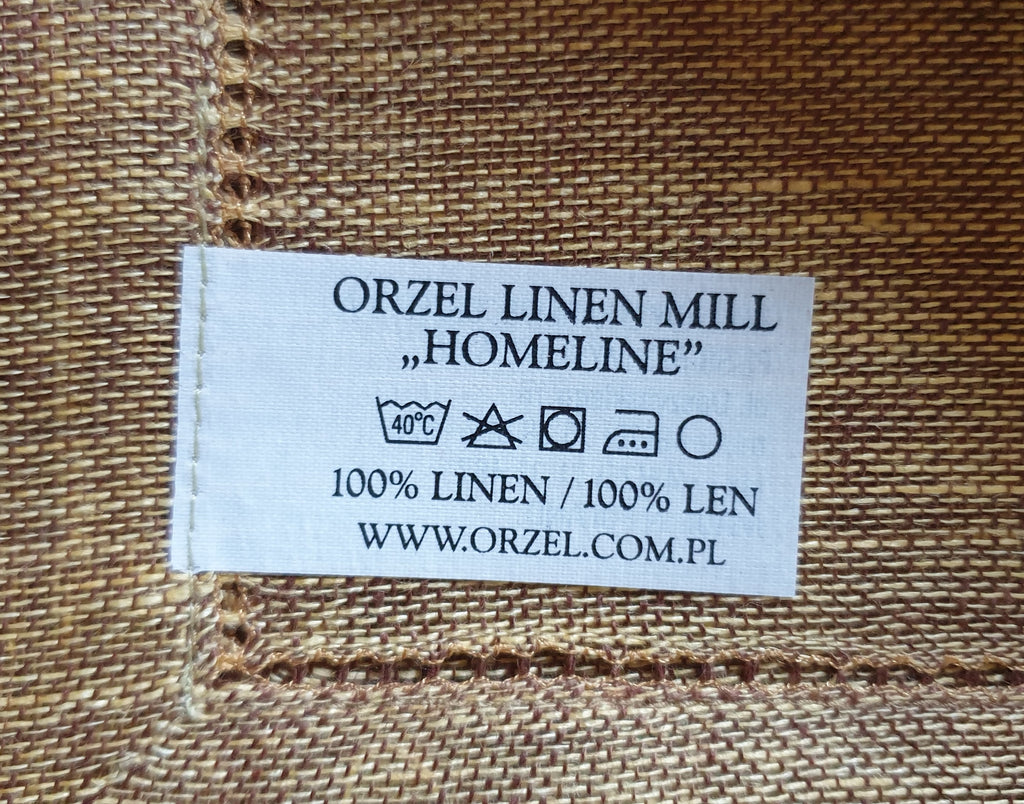 ORZEL LINEN MILL
„HOMELINE”
40°C
100% LINEN / 100% LEN
WWW.ORZEL.COM.PL